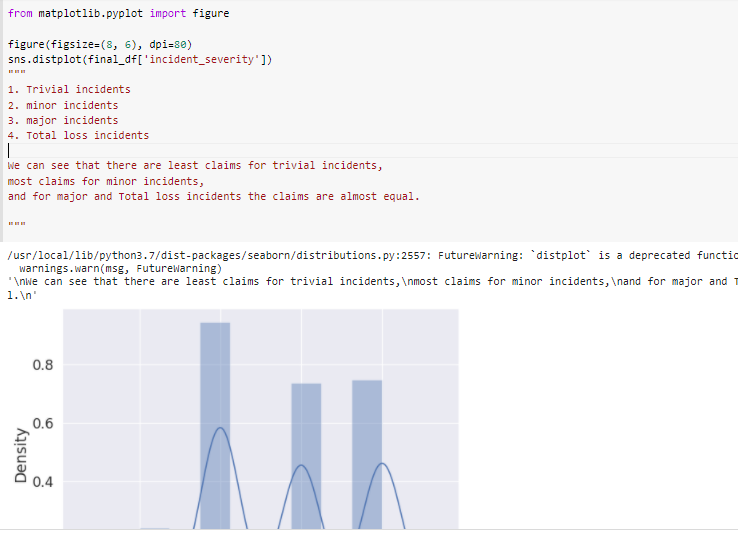 from matplotlib.pyplot import figure
figure(figsize=(8, 6), dpi=80)
sns.distplot(final_df['incident_severity'])
"""
1. Trivial incidents
2. minor incidents
3. major incidents
4. Total loss incidents
We can see that there are least claims for trivial incidents,
most claims for minor incidents,
and for major and Total loss incidents the claims are almost equal.
"""
/usr/local/lib/python3.7/dist-packages/seaborn/distributions.py:2557: FutureWarning: `distplot` is a deprecated functio
warnings.warn(msg, FutureWarning)
'\nWe can see that there are least claims for trivial incidents,\nmost claims for minor incidents,\nand for major and T
l.\n'
0.8
0.6
0.4
Density